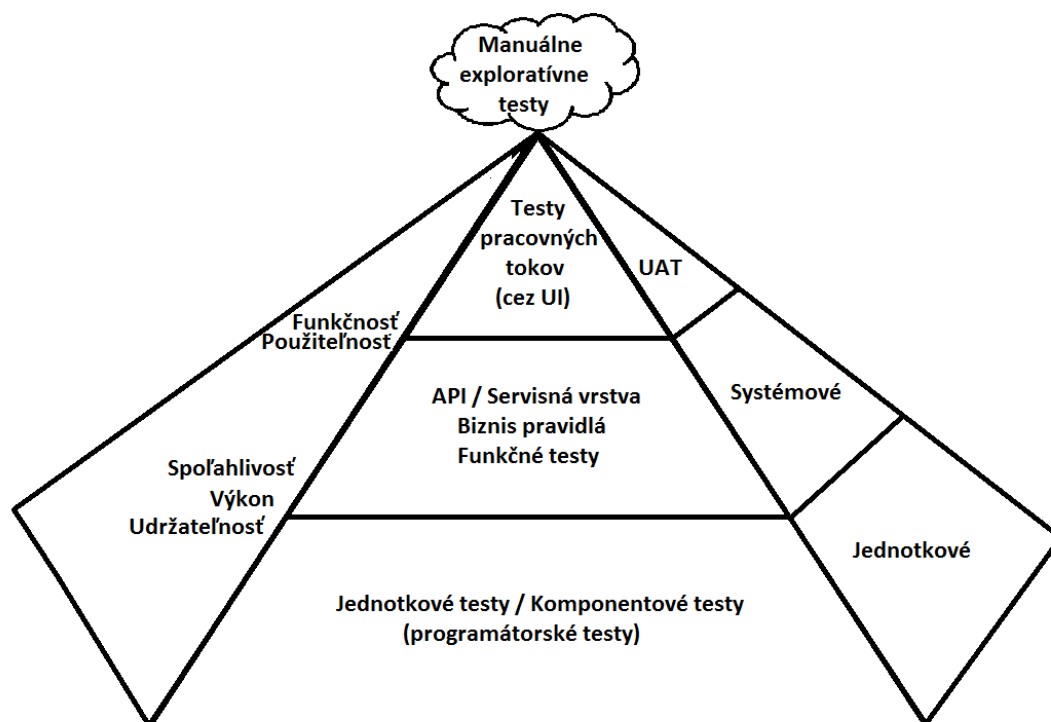 Manuálne
exploratívne
testy
Testy
pracovných
tokov
(cez UI)
UAT
Funkčnosť
Použiteľnosť
API / Servisná vrstva
Biznis pravidlá
Funkčné testy
Systémové
Spoľahlivosť
Výkon
Udržateľnosť
Jednotkové
Jednotkové testy / Komponentové testy
(programátorské testy)